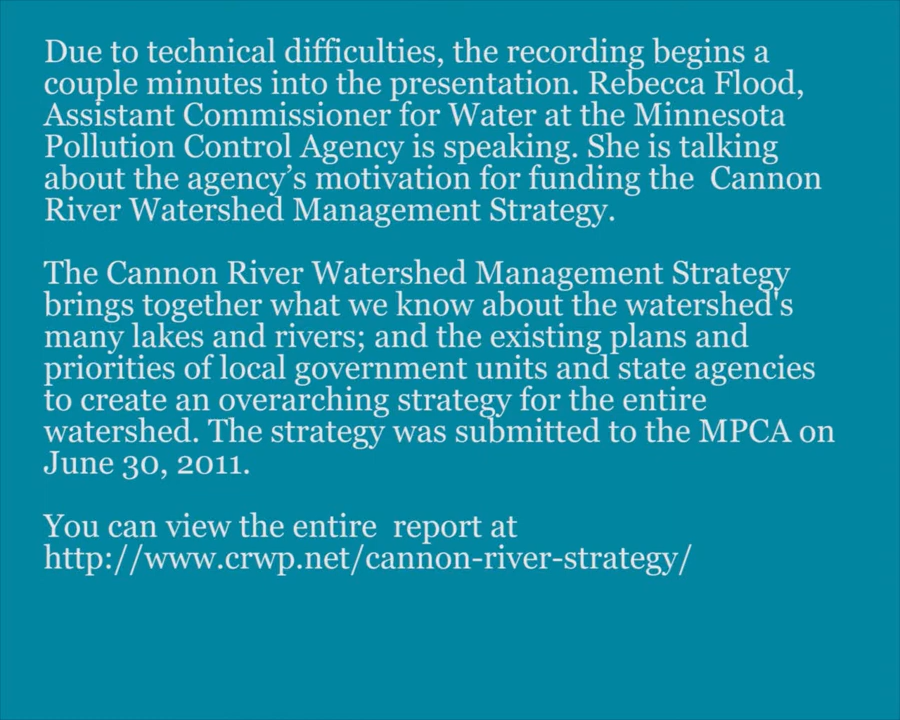 Due to technical difficulties, the recording begins a
couple minutes into the presentation. Rebecca Flood,
Assistant Commissioner for Water at the Minnesota
Pollution Control Agency is speaking. She is talking
about the agency’s motivation for funding the  Cannon
River Watershed Management Strategy.

The Cannon River Watershed Management Strategy
brings together what we know about the watershed's
many lakes and rivers; and the existing plans and
priorities of local government units and state agencies
to create an overarching strategy for the entire
watershed. The strategy was submitted to the MPCA on
June 30, 2011.

You can view the entire  report at
http://www.crwp.net/cannon-river-strategy/